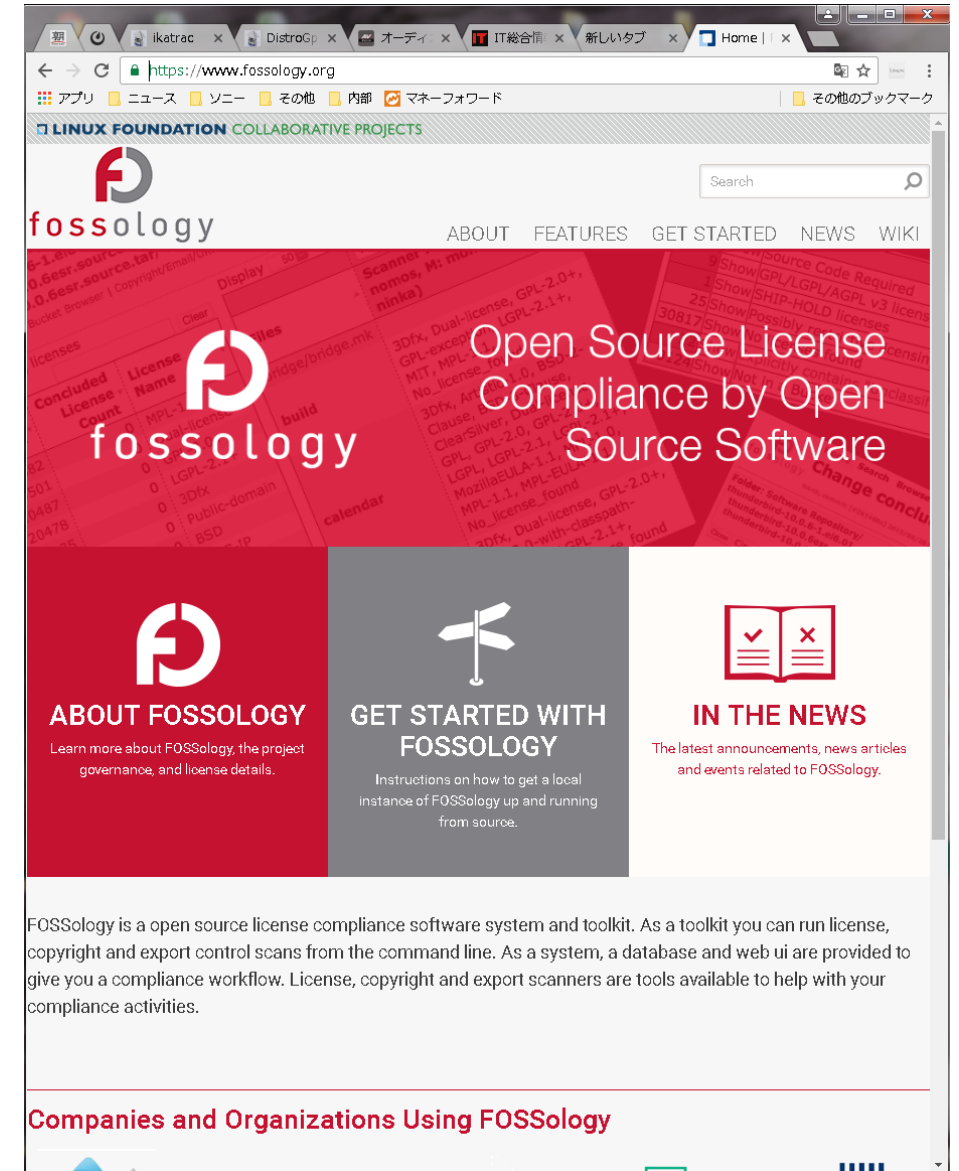 ikatrac
DistroGp
オーディ
IT総合情
新しいタブ
Home |
https://www.fossology.org
アプリ
ニュース
ソニー
その他
内部
マネーフォワード
その他のブックマーク
LINUX FOUNDATION COLLABORATIVE PROJECTS
fossology
Search
ABOUT
FEATURES
GET STARTED
NEWS
WIKI
fossology
Open Source License
Compliance by Open
Source Software
ABOUT FOSSOLOGY
Learn more about FOSSology, the project
governance, and license details.
GET STARTED WITH
FOSSOLOGY
Instructions on how to get a local
instance of FOSSology up and running
from source.
IN THE NEWS
The latest announcements, news articles
and events related to FOSSology.
FOSSology is a open source license compliance software system and toolkit. As a toolkit you can run license,
copyright and export control scans from the command line. As a system, a database and web ui are provided to
give you a compliance workflow. License, copyright and export scanners are tools available to help with your
compliance activities.
Companies and Organizations Using FOSSology